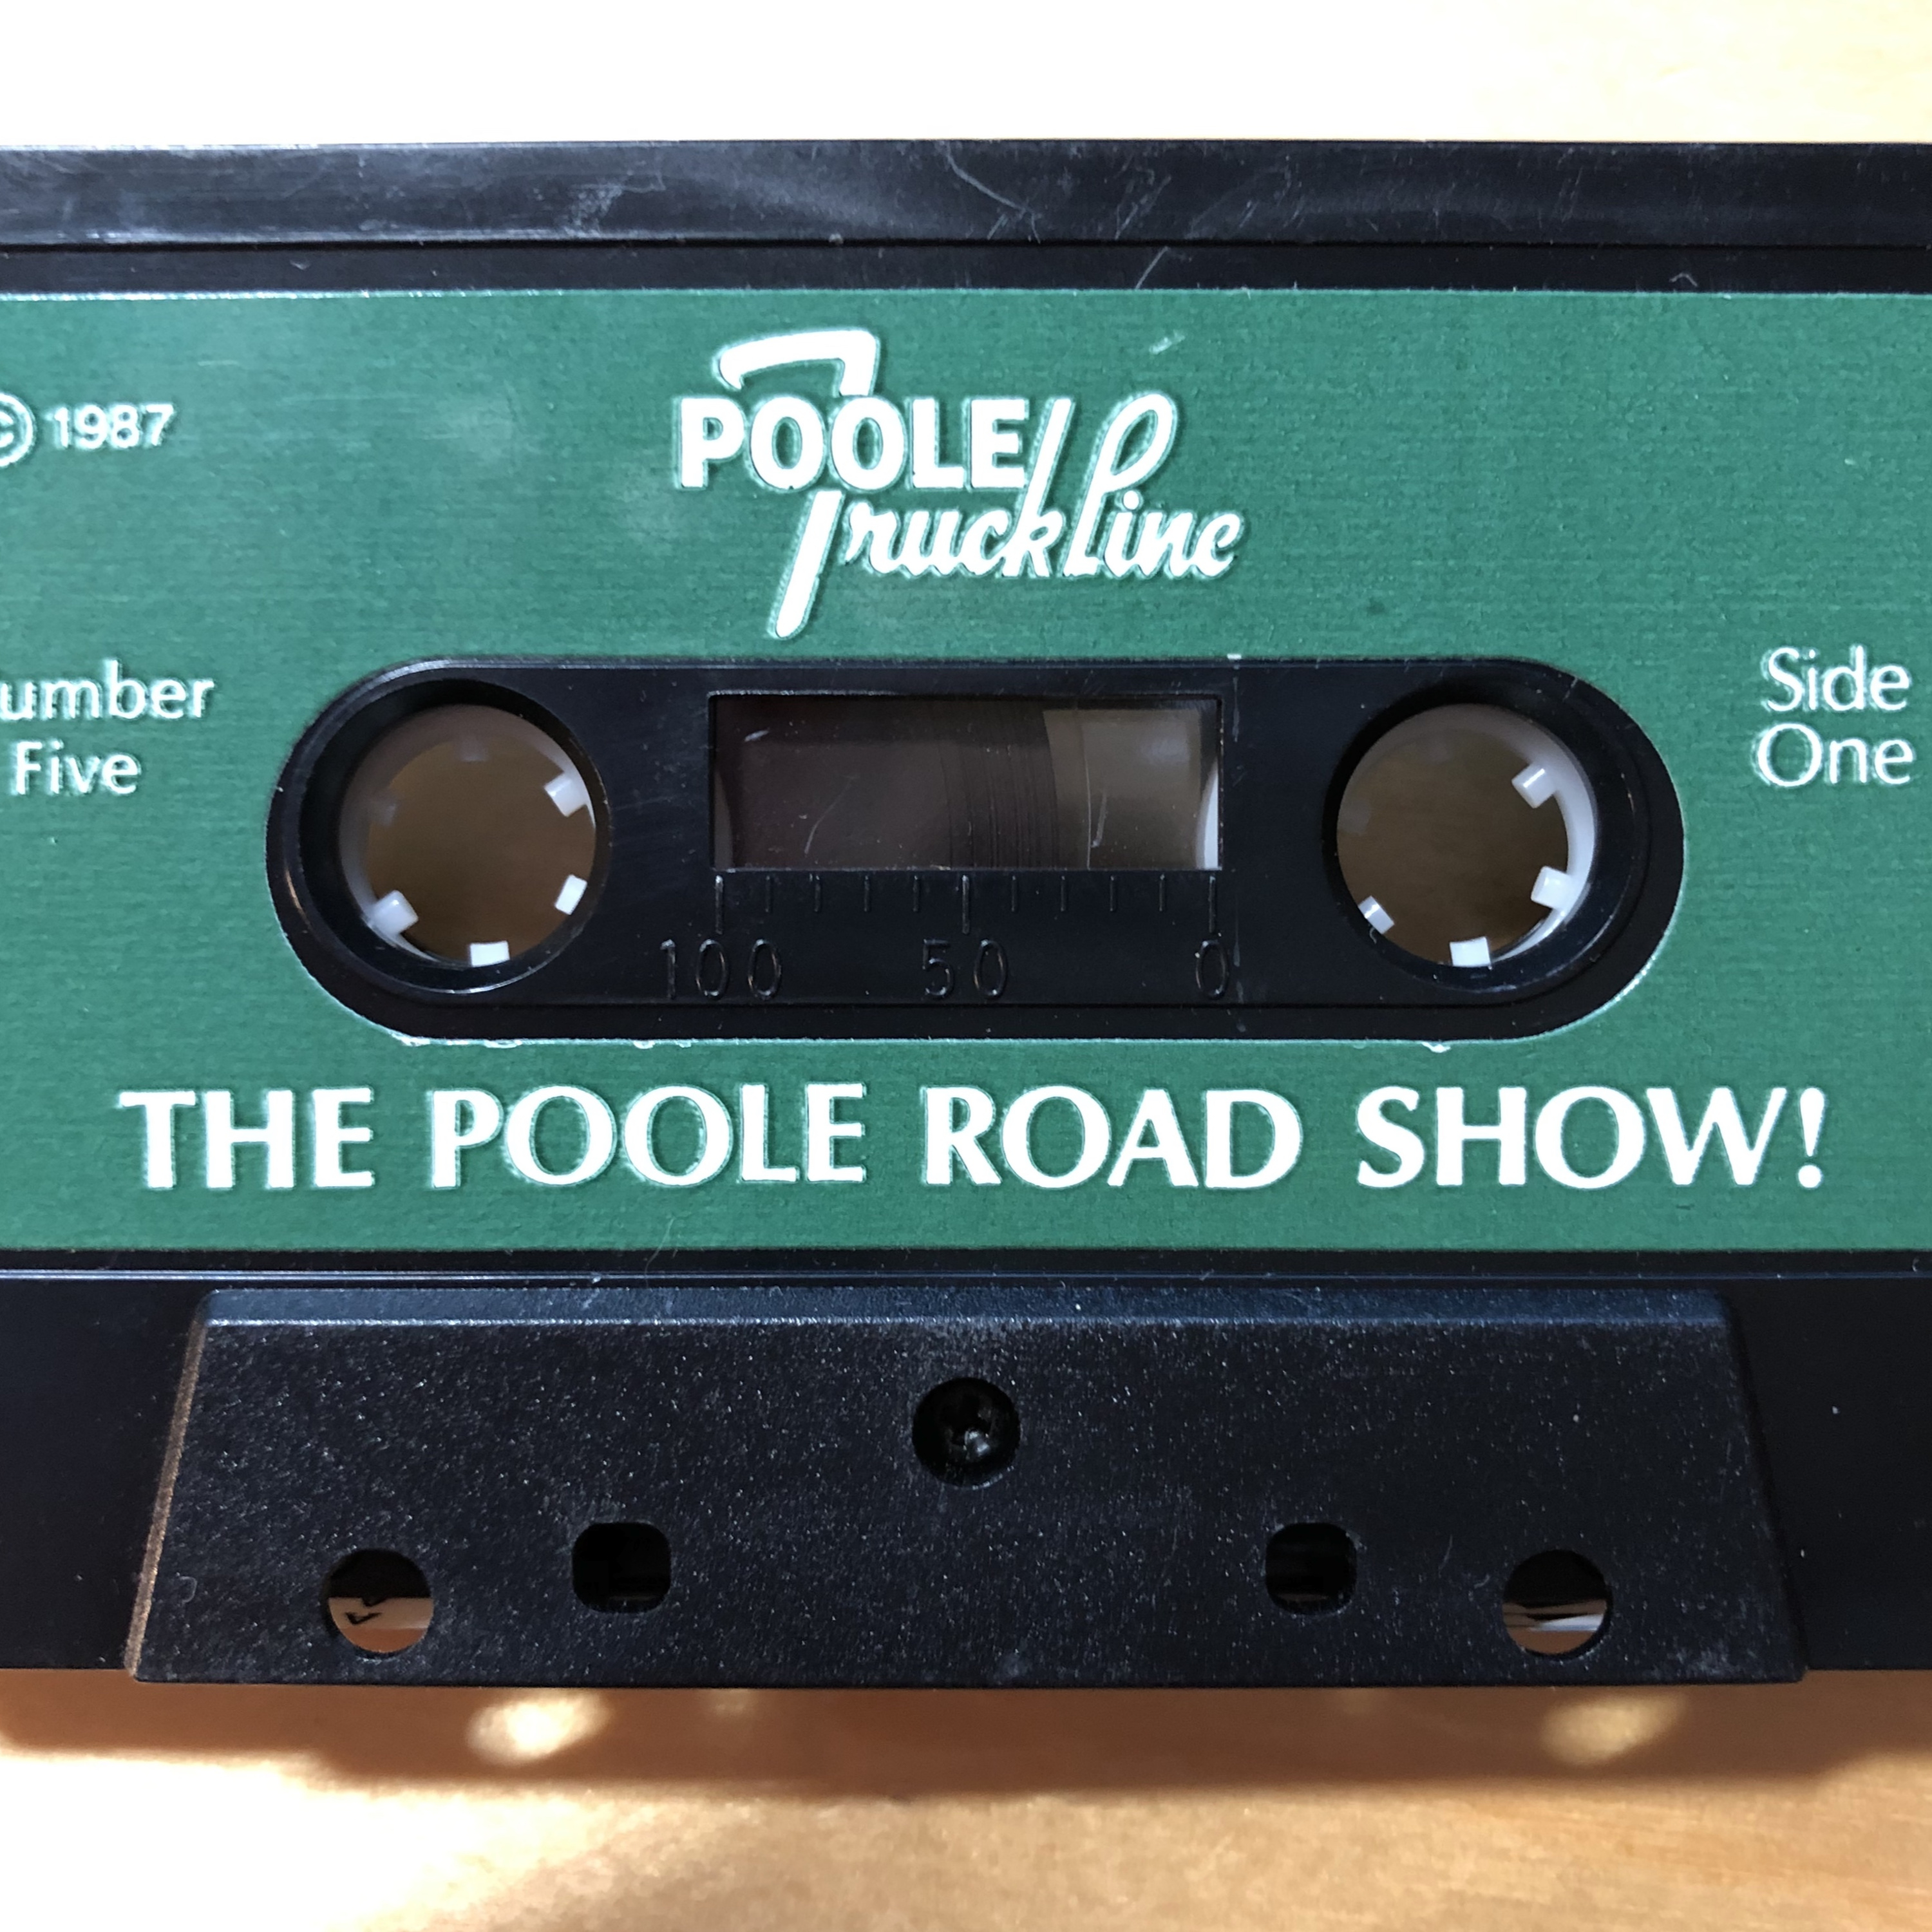 © 1987
POOLE
Truck Line
umber
Five
Side
One
100 50 0
THE POOLE ROAD SHOW!